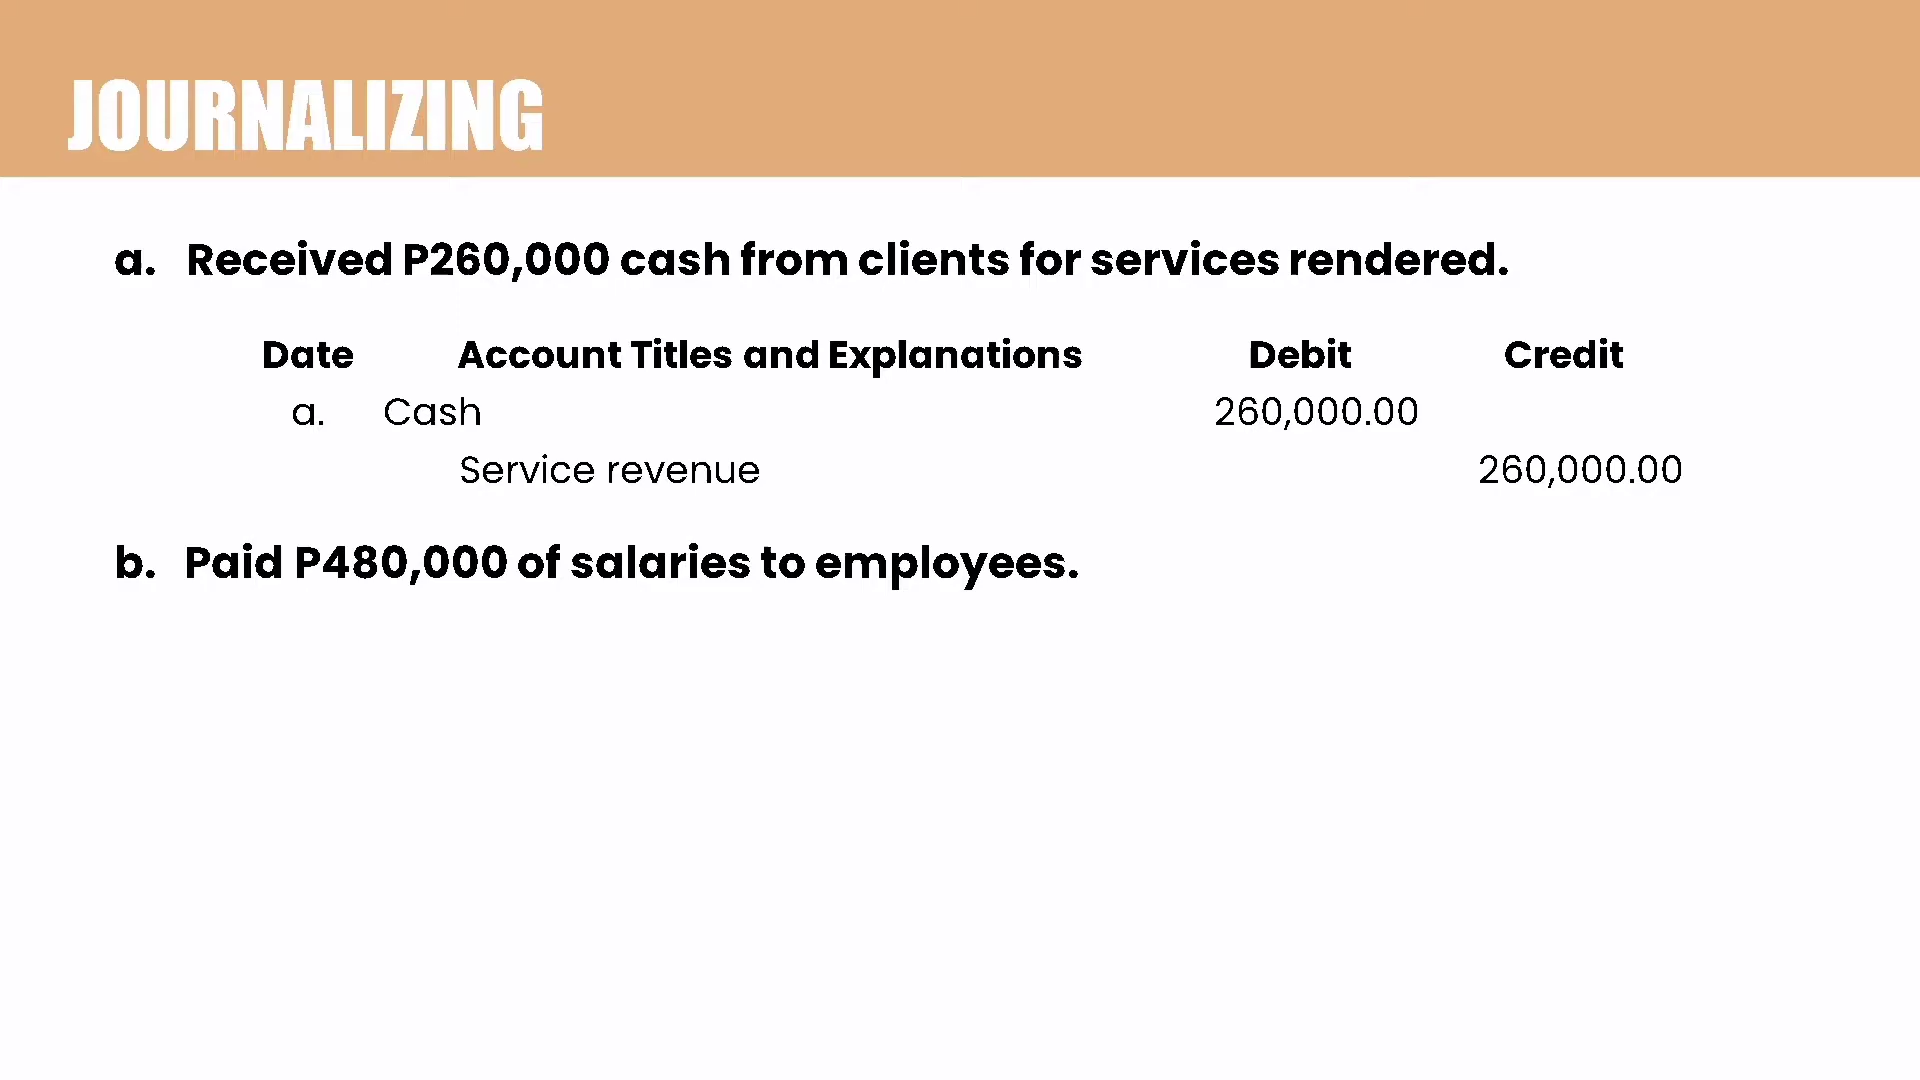 JOURNALIZING
a. Received P260,000 cash from clients for services rendered.
Date Account Titles and Explanations Debit Credit
a. Cash 260,000.00
Service revenue 260,000.00
b. Paid P480,000 of salaries to employees.